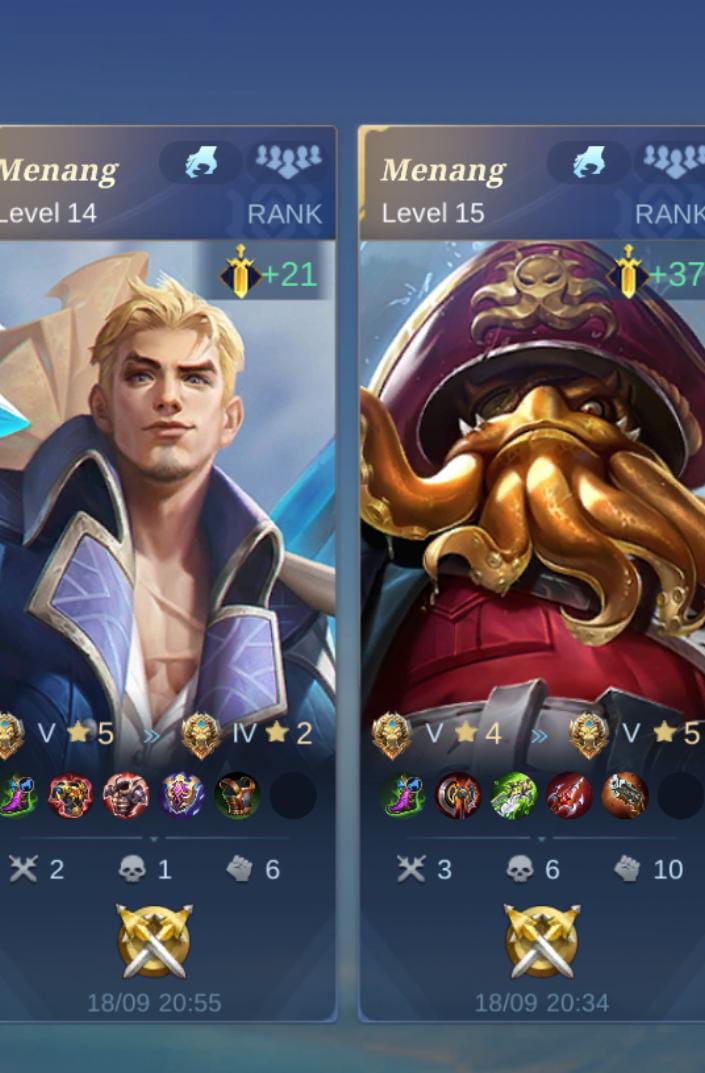 Menang
Level 14
RANK
+21
V 5 » IV 2
2 1 6
18/09 20:55
Menang
Level 15
RANK
+37
V 4 » V 5
3 6 10
18/09 20:34